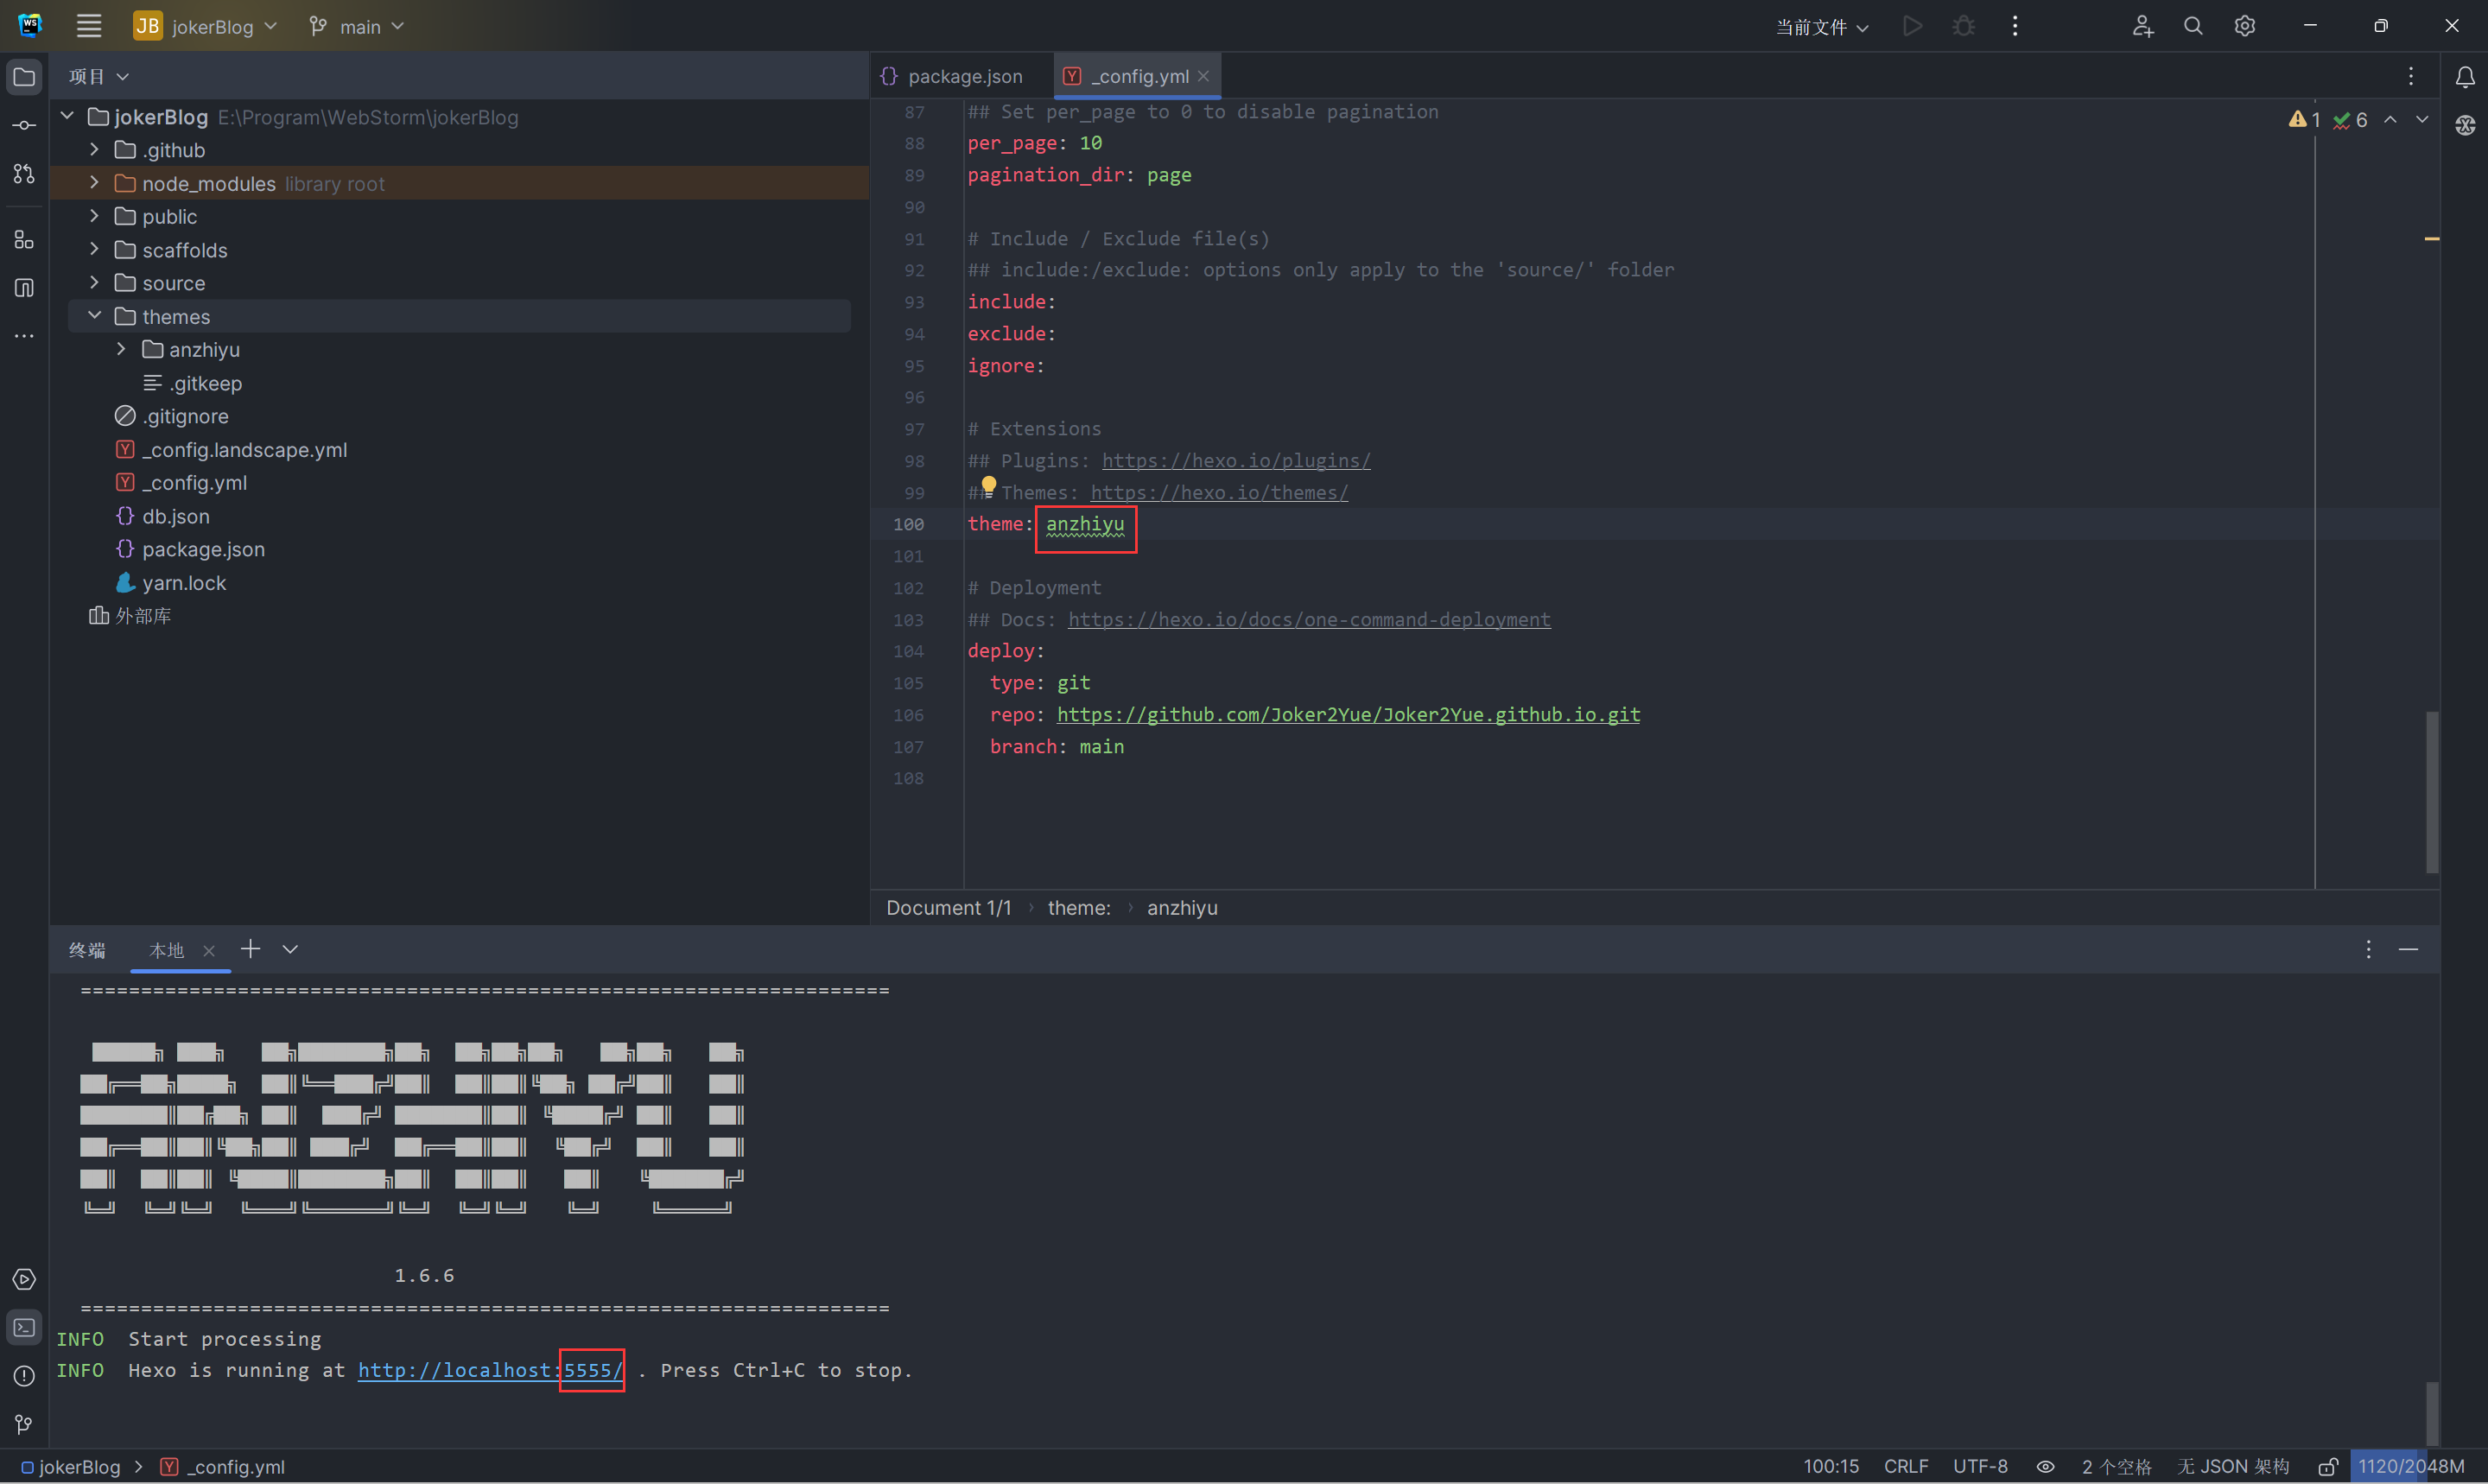 WS
JB jokerBlog main 当前文件
项目
jokerBlog E:\Program\WebStorm\jokerBlog
.github
node_modules library root
public
scaffolds
source
themes
anzhiyu
.gitkeep
.gitignore
Y _config.landscape.yml
Y _config.yml
{} db.json
{} package.json
yarn.lock
外部库
{} package.json Y _config.yml
1 6
87 ## Set per_page to 0 to disable pagination
88 per_page: 10
89 pagination_dir: page
90
91 # Include / Exclude file(s)
92 ## include:/exclude: options only apply to the 'source/' folder
93 include:
94 exclude:
95 ignore:
96
97 # Extensions
98 ## Plugins: https://hexo.io/plugins/
99 ## Themes: https://hexo.io/themes/
100 theme: anzhiyu
101
102 # Deployment
103 ## Docs: https://hexo.io/docs/one-command-deployment
104 deploy:
105   type: git
106   repo: https://github.com/Joker2Yue/Joker2Yue.github.io.git
107   branch: main
108
Document 1/1 › theme: › anzhiyu
终端 本地
===================================================================
ANZHIYU
1.6.6
===================================================================
INFO  Start processing
INFO  Hexo is running at http://localhost:5555/ . Press Ctrl+C to stop.
jokerBlog > Y _config.yml 100:15 CRLF UTF-8 2 个空格 无 JSON 架构 1120/2048M